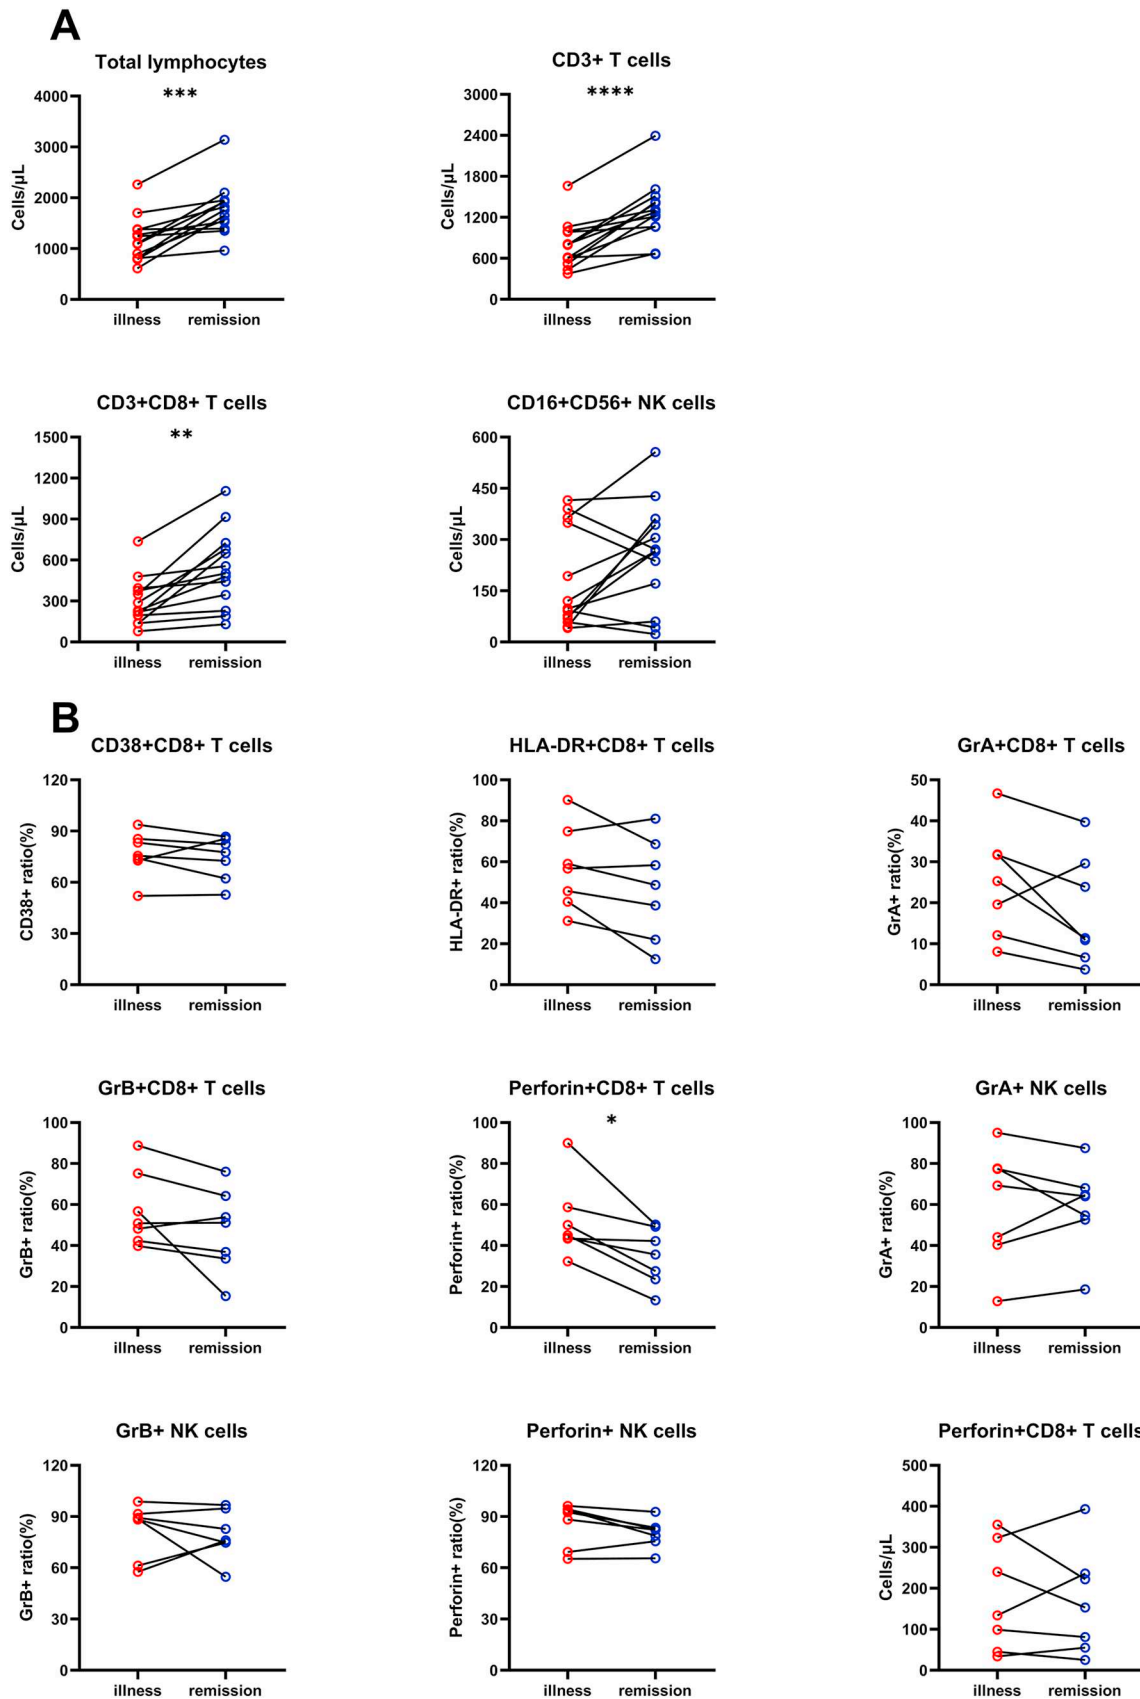 A
Total lymphocytes
***
Cells/μL
4000
3000
2000
1000
0
illness remission
CD3+ T cells
****
Cells/μL
3000
2400
1800
1200
600
0
illness remission
CD3+CD8+ T cells
**
Cells/μL
1500
1200
900
600
300
0
illness remission
CD16+CD56+ NK cells
Cells/μL
600
450
300
150
0
illness remission
B
CD38+CD8+ T cells
CD38+ ratio(%)
120
90
60
30
0
illness remission
HLA-DR+CD8+ T cells
HLA-DR+ ratio(%)
100
80
60
40
20
0
illness remission
GrA+CD8+ T cells
GrA+ ratio(%)
50
40
30
20
10
0
illness remission
GrB+CD8+ T cells
GrB+ ratio(%)
100
80
60
40
20
0
illness remission
Perforin+CD8+ T cells
*
Perforin+ ratio(%)
100
80
60
40
20
0
illness remission
GrA+ NK cells
GrA+ ratio(%)
100
80
60
40
20
0
illness remission
GrB+ NK cells
GrB+ ratio(%)
120
90
60
30
0
illness remission
Perforin+ NK cells
Perforin+ ratio(%)
120
90
60
30
0
illness remission
Perforin+CD8+ T cells
Cells/μL
500
400
300
200
100
0
illness remission